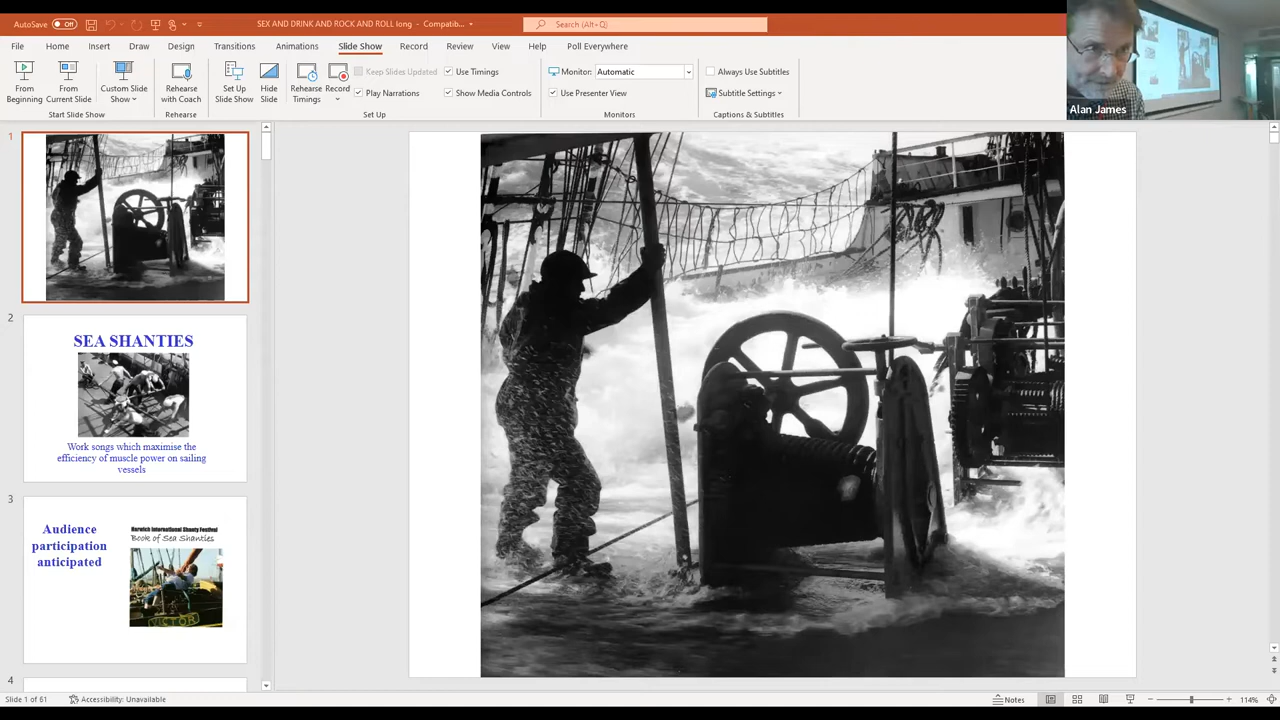 AutoSave Off SEX AND DRINK AND ROCK AND ROLL long - Compatib... Search (Alt+Q)
File Home Insert Draw Design Transitions Animations Slide Show Record Review View Help Poll Everywhere
From Beginning
From Current Slide
Custom Slide Show
Start Slide Show
Rehearse with Coach
Rehearse
Set Up Slide Show
Hide Slide
Rehearse Timings
Record
Keep Slides Updated
Play Narrations
Use Timings
Show Media Controls
Set Up
Monitor: Automatic
Use Presenter View
Monitors
Always Use Subtitles
Subtitle Settings
Captions & Subtitles
Alan James
1
2
SEA SHANTIES
Work songs which maximise the
efficiency of muscle power on sailing
vessels
3
Audience
participation
anticipated
Harwich International Shanty Festival
Book of Sea Shanties
VICTOR
4
Slide 1 of 61 Accessibility: Unavailable Notes 114%